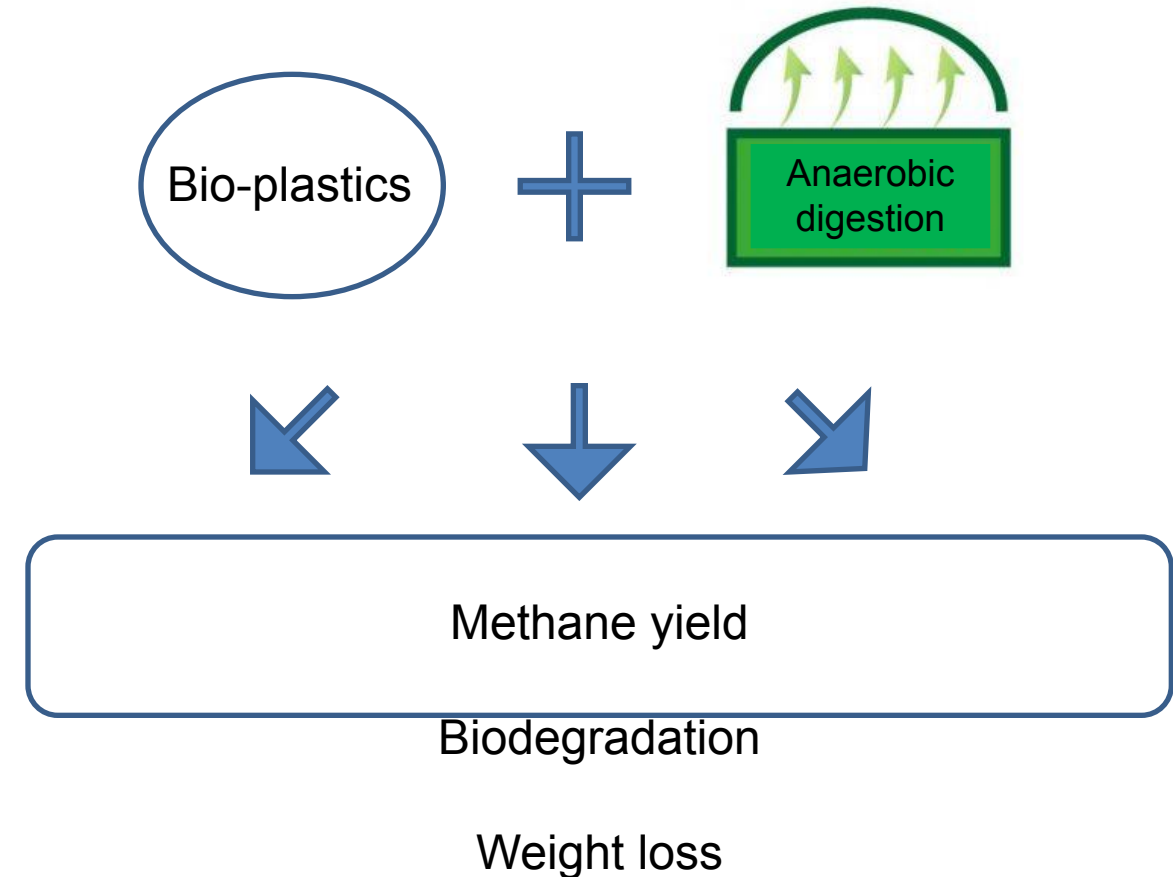 Bio-plastics
Anaerobic
digestion
Methane yield
Biodegradation
Weight loss